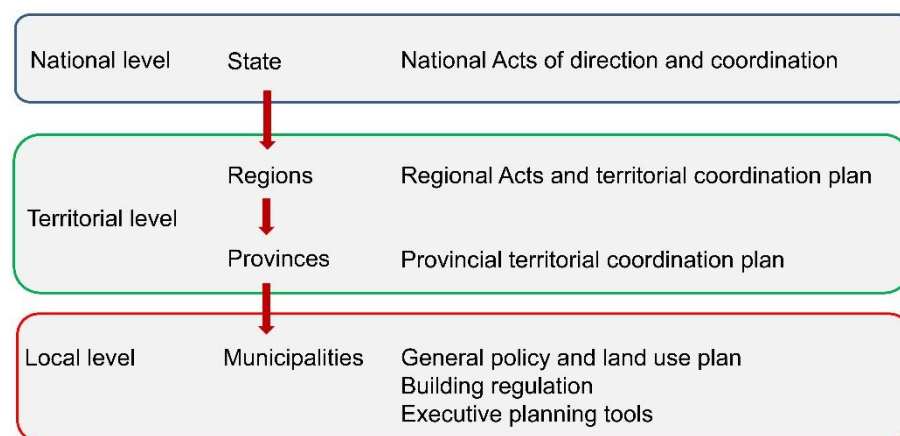 National level State National Acts of direction and coordination
Regions Regional Acts and territorial coordination plan
Territorial level
Provinces Provincial territorial coordination plan
Local level Municipalities General policy and land use plan
Building regulation
Executive planning tools